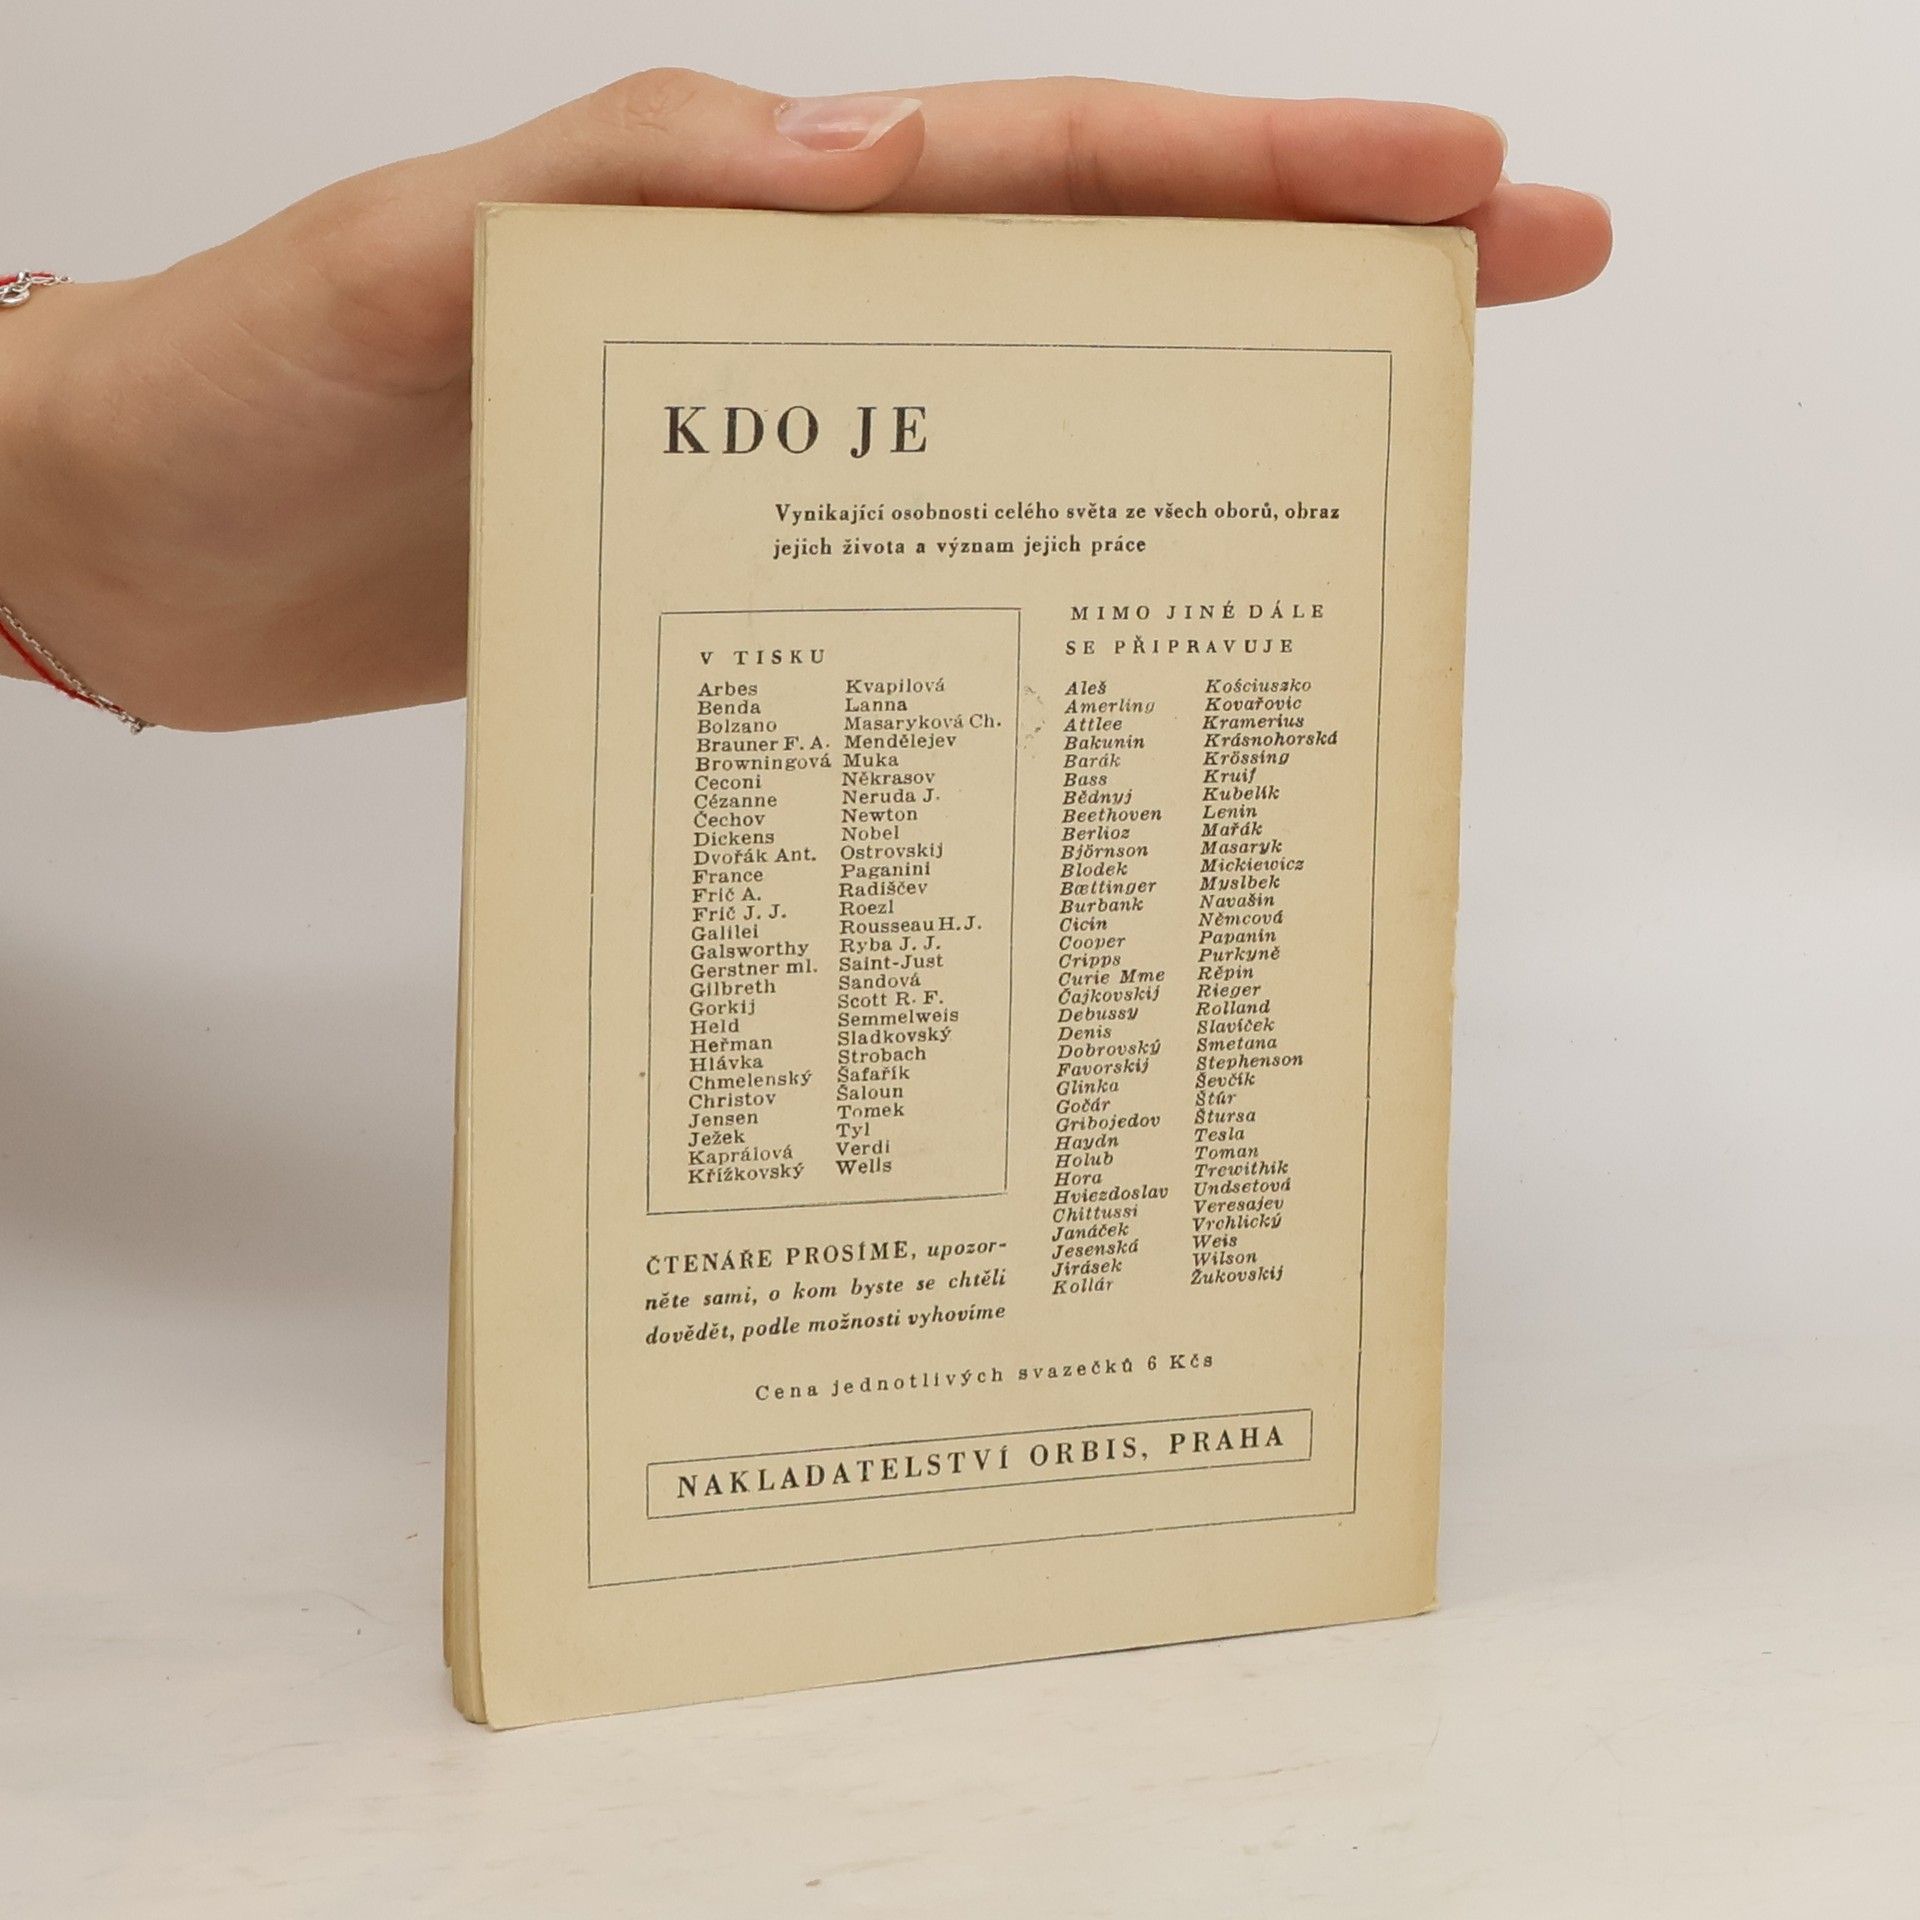 KDO JE
Vynikající osobnosti celého světa ze všech oborů, obraz
jejich života a význam jejich práce
V TISKU
Arbes
Benda
Bolzano
Brauner F. A.
Browningová
Ceconi
Cézanne
Čechov
Dickens
Dvořák Ant.
France
Frič A.
Frič J. J.
Galilei
Galsworthy
Gerstner ml.
Gilbreth
Gorkij
Held
Heřman
Hlávka
Chmelenský
Christov
Jensen
Ježek
Kaprálová
Křížkovský
Kvapilová
Lanna
Masaryková Ch.
Mendělejev
Muka
Někrasov
Neruda J.
Newton
Nobel
Ostrovskij
Paganini
Radiščev
Roezl
Rousseau H. J.
Ryba J. J.
Saint-Just
Sandová
Scott R. F.
Semmelweis
Sladkovský
Strobach
Šafařík
Šaloun
Tomek
Tyl
Verdi
Wells
MIMO JINÉ DÁLE
SE PŘIPRAVUJE
Aleš
Amerling
Attlee
Bakunin
Barák
Bass
Bědnyj
Beethoven
Berlioz
Björnson
Blodek
Bœttinger
Burbank
Cicín
Cooper
Cripps
Curie Mme
Čajkovskij
Debussy
Denis
Dobrovský
Favorskij
Glinka
Gočár
Gribojedov
Haydn
Holub
Hora
Hviezdoslav
Chittussi
Janáček
Jesenská
Jirásek
Kollár
Kościuszko
Kovařovic
Kramerius
Krásnohorská
Krössing
Kruif
Kubelík
Lenin
Mařák
Masaryk
Mickiewicz
Myslbek
Navašin
Němcová
Papanin
Purkyně
Rěpin
Rieger
Rolland
Slavíček
Smetana
Stephenson
Ševčík
Štúr
Štursa
Tesla
Toman
Trewithik
Undsetová
Veresajev
Vrchlický
Weis
Wilson
Žukovskij
ČTENÁŘE PROSÍME, upozor-
něte sami, o kom byste se chtěli
dovědět, podle možnosti vyhovíme
Cena jednotlivých svazečků 6 Kčs
NAKLADATELSTVÍ ORBIS, PRAHA